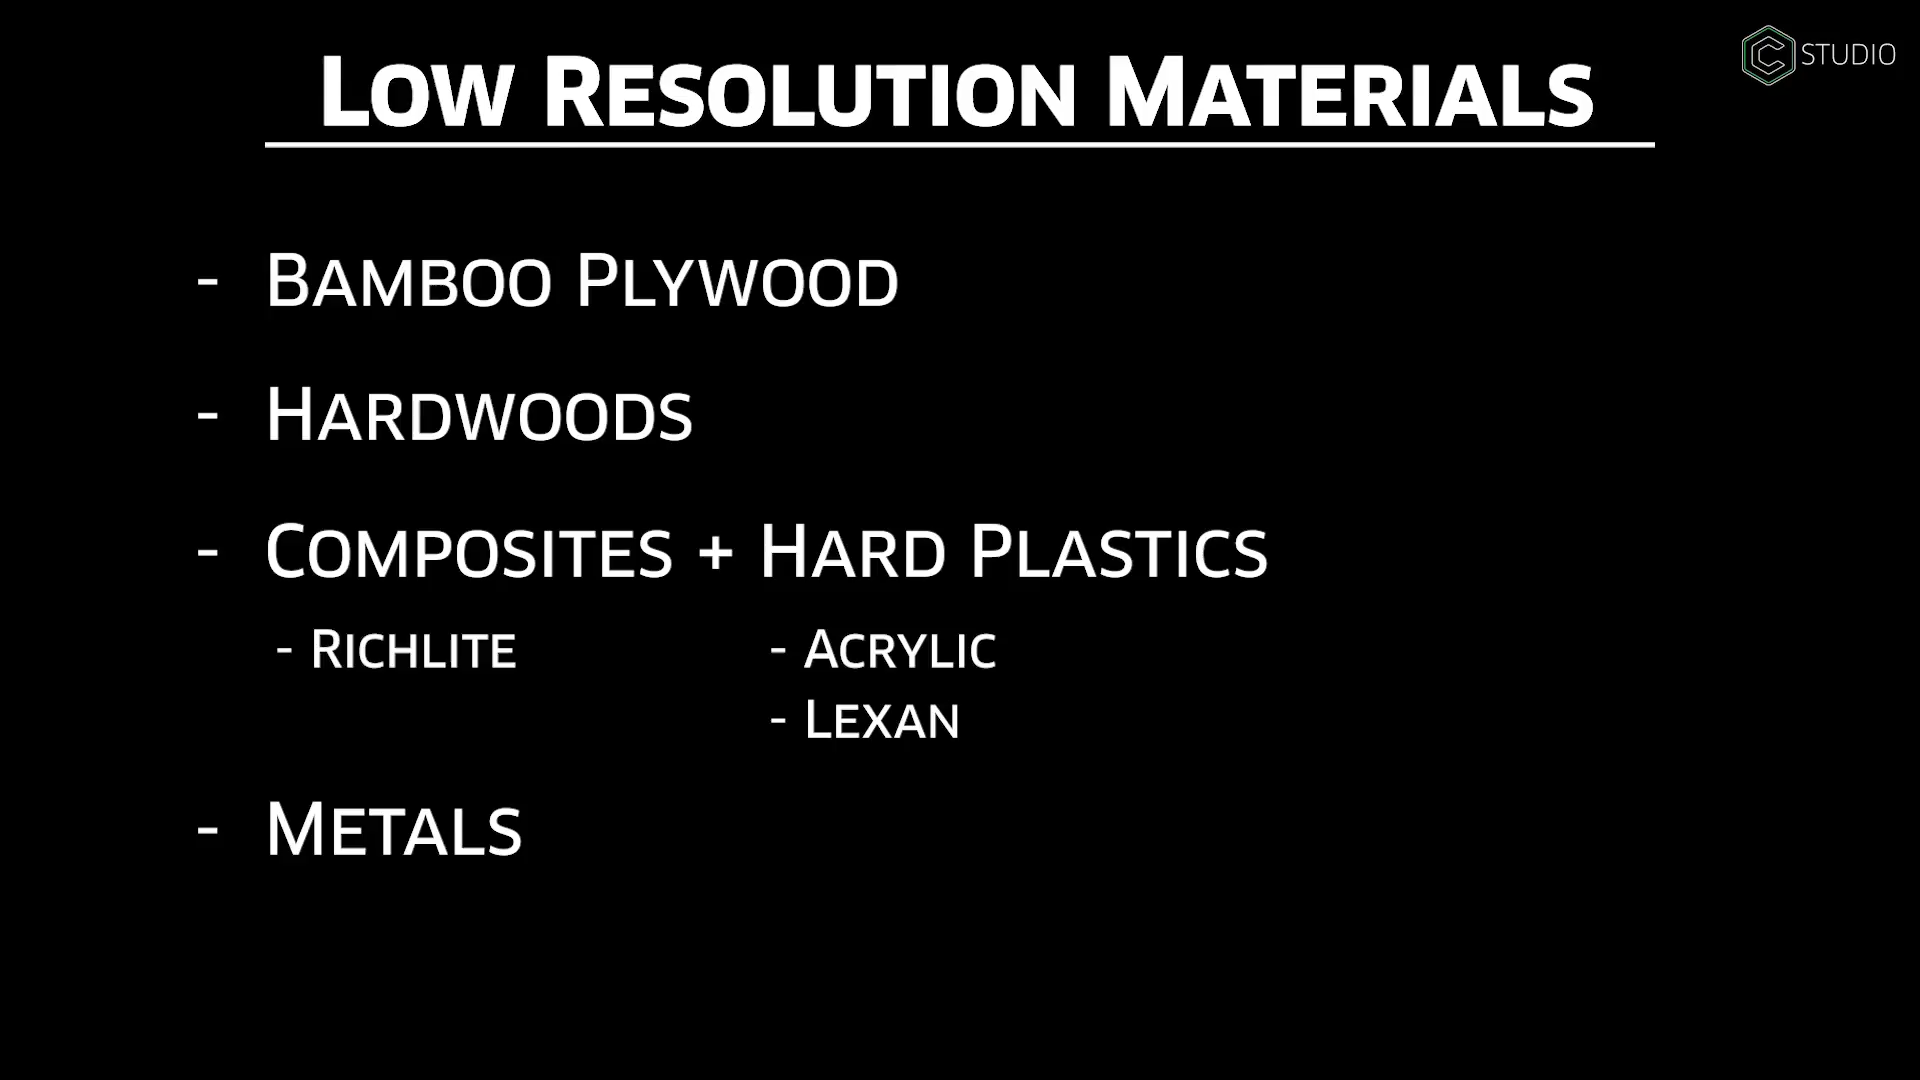 Low Resolution Materials
C STUDIO
- Bamboo Plywood
- Hardwoods
- Composites + Hard Plastics
- Richlite - Acrylic
- Lexan
- Metals